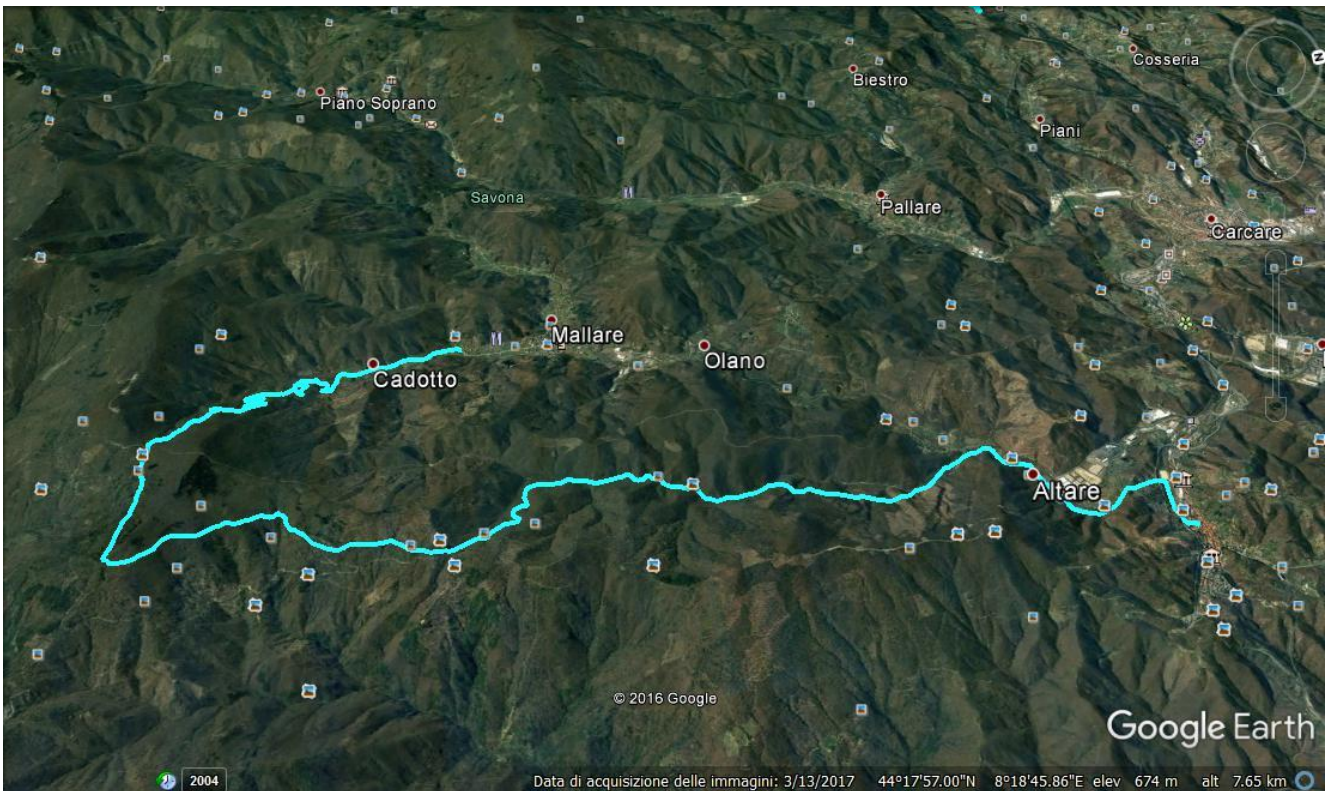 Cosseria
Biestro
Piano Soprano
Piani
Savona
Pallare
Carcare
Mallare
Olano
Cadotto
Altare
© 2016 Google
Google Earth
2004
Data di acquisizione delle immagini: 3/13/2017 44°17'57.00"N 8°18'45.86"E elev 674 m alt 7.65 km